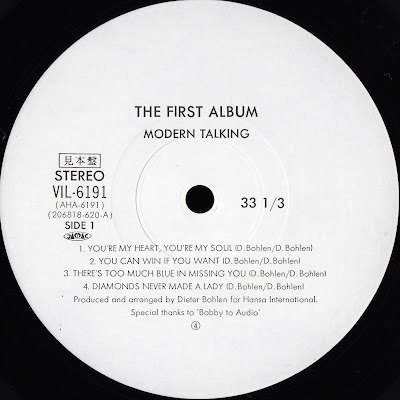 THE FIRST ALBUM
MODERN TALKING
見本盤
STEREO
VIL-6191
(AHA-6191)
(206818-620-A)
SIDE 1
33 1/3
1. YOU'RE MY HEART, YOU'RE MY SOUL (D.Bohlen/D.Bohlen)
2. YOU CAN WIN IF YOU WANT (D.Bohlen/D.Bohlen)
3. THERE'S TOO MUCH BLUE IN MISSING YOU (D.Bohlen/D.Bohlen)
4. DIAMONDS NEVER MADE A LADY (D.Bohlen/D.Bohlen)
Produced and arranged by Dieter Bohlen for Hansa International.
Special thanks to 'Bobby to Audio'
④